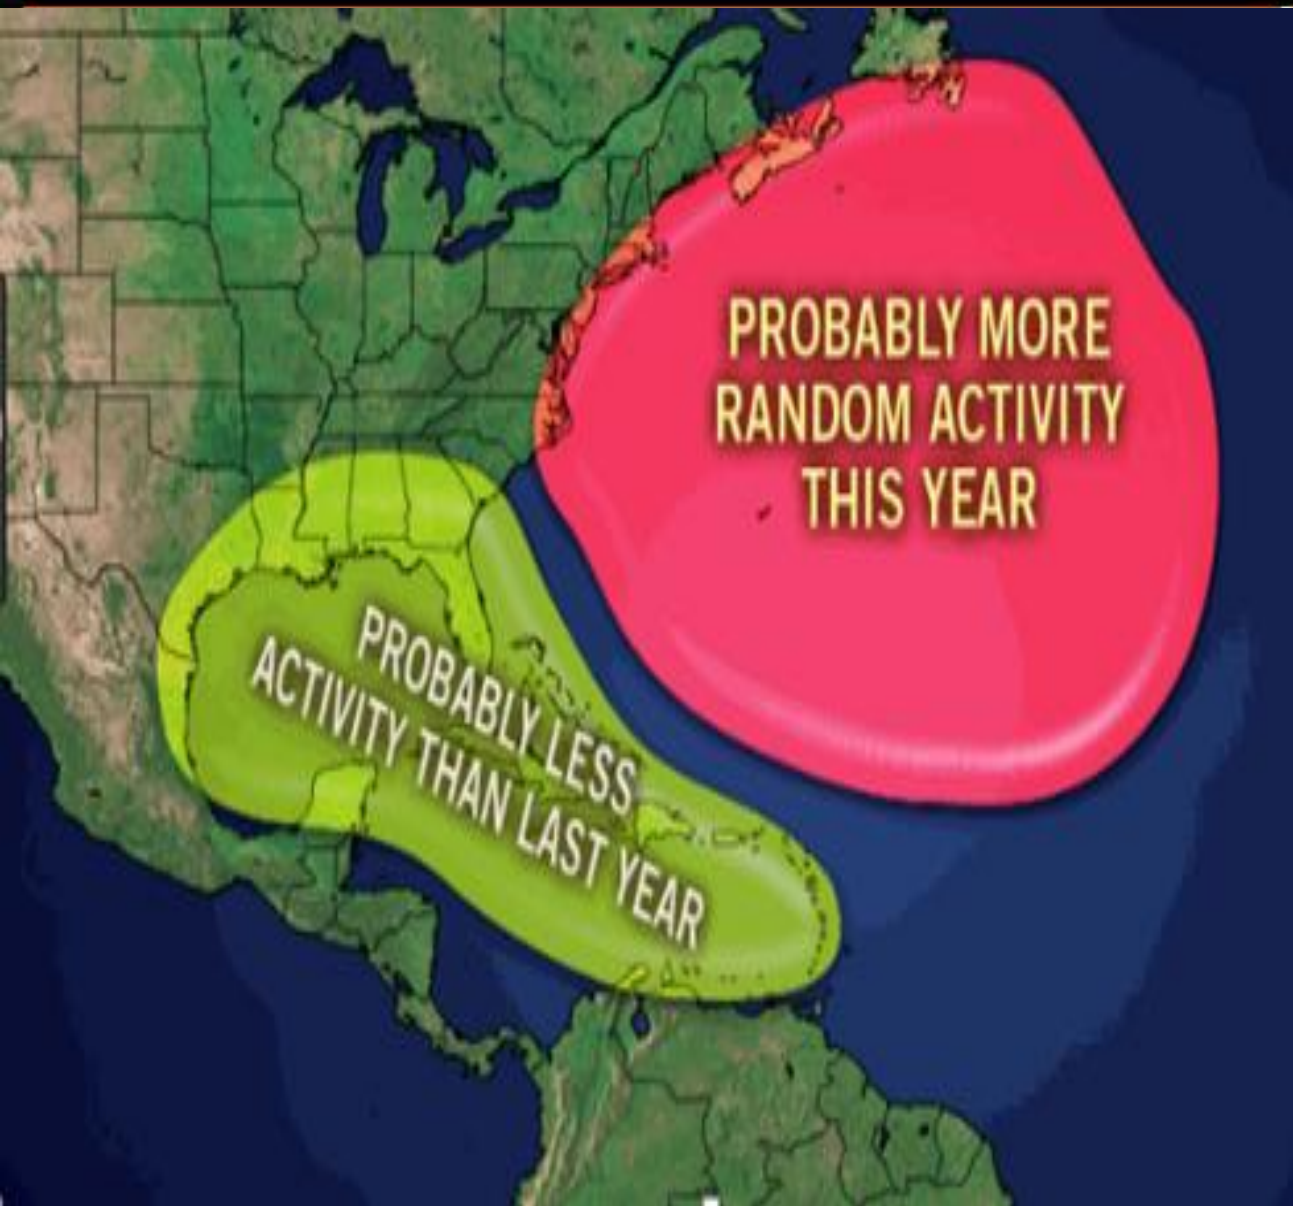 PROBABLY MORE
RANDOM ACTIVITY
THIS YEAR
PROBABLY LESS
ACTIVITY THAN LAST YEAR